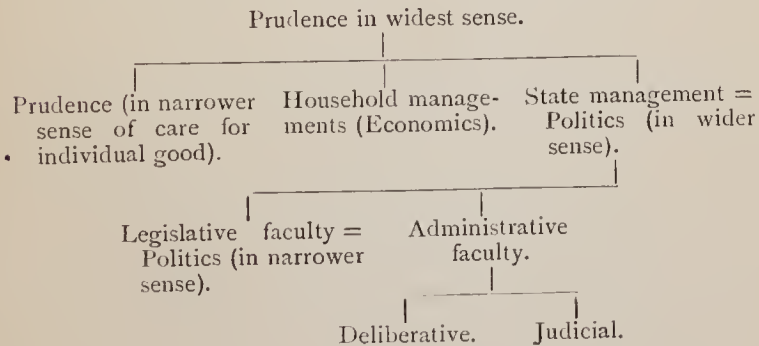 Prudence in widest sense.
Prudence (in narrower
sense of care for
individual good).
Household manage-
ments (Economics).
State management =
Politics (in wider
sense).
Legislative faculty =
Politics (in narrower
sense).
Administrative
faculty.
Deliberative.
Judicial.